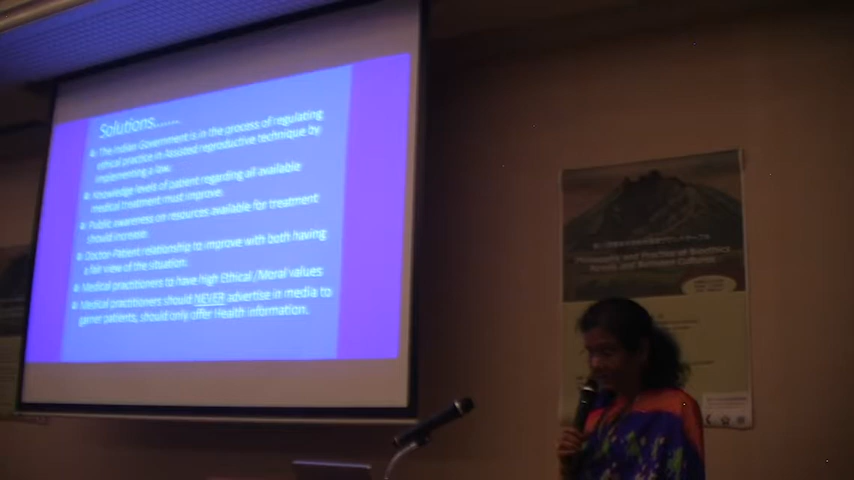 Solutions......
The Indian Government is in the process of regulating
ethical practice in Assisted reproductive technique by
implementing a law.
Knowledge levels of patient regarding all available
medical treatment must improve.
Public awareness on resources available for treatment
should increase.
Doctor-Patient relationship to improve with both having
a fair view of the situation.
Medical practitioners to have high Ethical /Moral values
Medical practitioners should NEVER advertise in media to
garner patients, should only offer Health information.
Philosophy and Practice of Bioethics